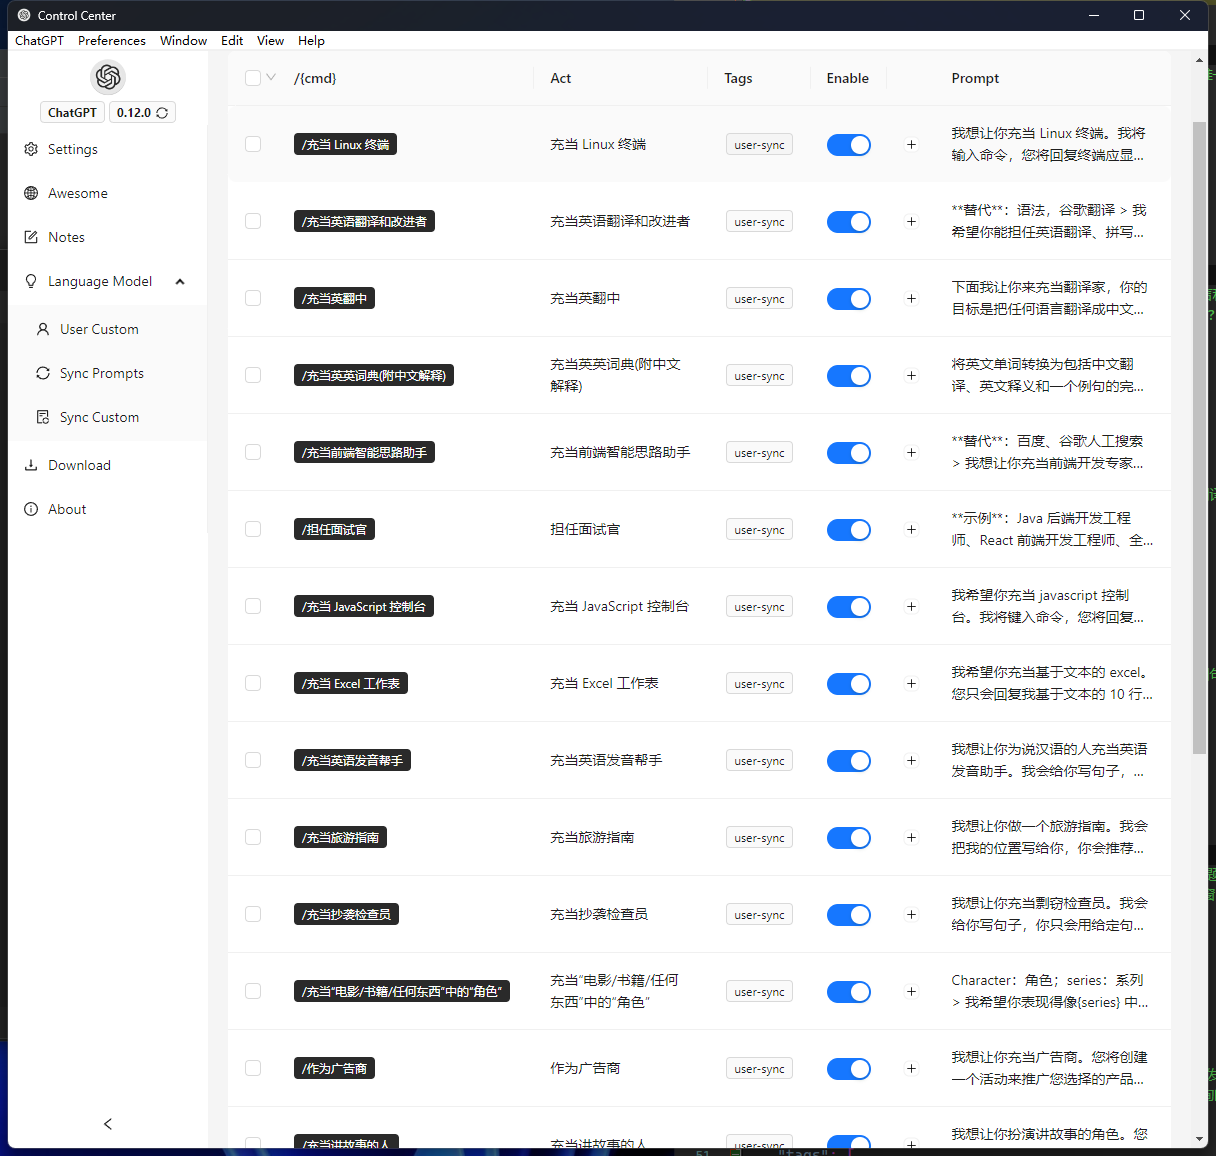 Control Center
ChatGPT Preferences Window Edit View Help
ChatGPT 0.12.0
Settings
Awesome
Notes
Language Model
User Custom
Sync Prompts
Sync Custom
Download
About
/{cmd} Act Tags Enable Prompt
/充当 Linux 终端 充当 Linux 终端 user-sync 我想让你充当 Linux 终端。我将
输入命令，您将回复终端应显...
/充当英语翻译和改进者 充当英语翻译和改进者 user-sync **替代**：语法，谷歌翻译 > 我
希望你能担任英语翻译、拼写...
/充当英翻中 充当英翻中 user-sync 下面我让你来充当翻译家，你的
目标是把任何语言翻译成中文...
/充当英英词典(附中文解释) 充当英英词典(附中文 user-sync 将英文单词转换为包括中文翻
解释) 译、英文释义和一个例句的完...
/充当前端智能思路助手 充当前端智能思路助手 user-sync **替代**：百度、谷歌人工搜索
> 我想让你充当前端开发专家...
/担任面试官 担任面试官 user-sync **示例**：Java 后端开发工程
师、React 前端开发工程师、全...
/充当 JavaScript 控制台 充当 JavaScript 控制台 user-sync 我希望你充当 javascript 控制
台。我将键入命令，您将回复...
/充当 Excel 工作表 充当 Excel 工作表 user-sync 我希望你充当基于文本的 excel。
您只会回复我基于文本的 10 行...
/充当英语发音帮手 充当英语发音帮手 user-sync 我想让你为说汉语的人充当英语
发音助手。我会给你写句子，...
/充当旅游指南 充当旅游指南 user-sync 我想让你做一个旅游指南。我会
把我的位置写给你，你会推荐...
/充当抄袭检查员 充当抄袭检查员 user-sync 我想让你充当剽窃检查员。我会
给你写句子，你只会用给定句...
/充当“电影/书籍/任何东西”中的“角色” 充当“电影/书籍/任何 user-sync Character：角色；series：系列
东西”中的“角色” > 我希望你表现得像{series} 中...
/作为广告商 作为广告商 user-sync 我想让你充当广告商。您将创建
一个活动来推广您选择的产品...
/充当讲故事的人 充当讲故事的人 user-sync 我想让你扮演讲故事的角色。您
51 "tags":